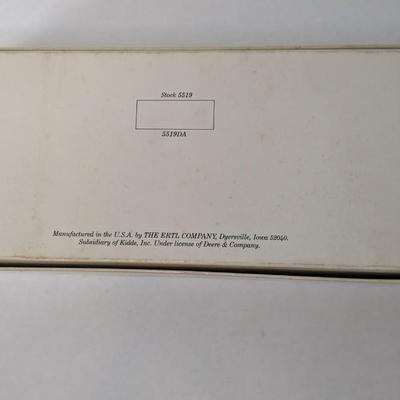 Stock 5519
5519DA
Manufactured in the U.S.A. by THE ERTL COMPANY, Dyersville, Iowa 52040.
Subsidiary of Kidde, Inc. Under license of Deere & Company.